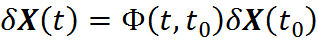 δX(t) = Φ(t, t₀)δX(t₀)